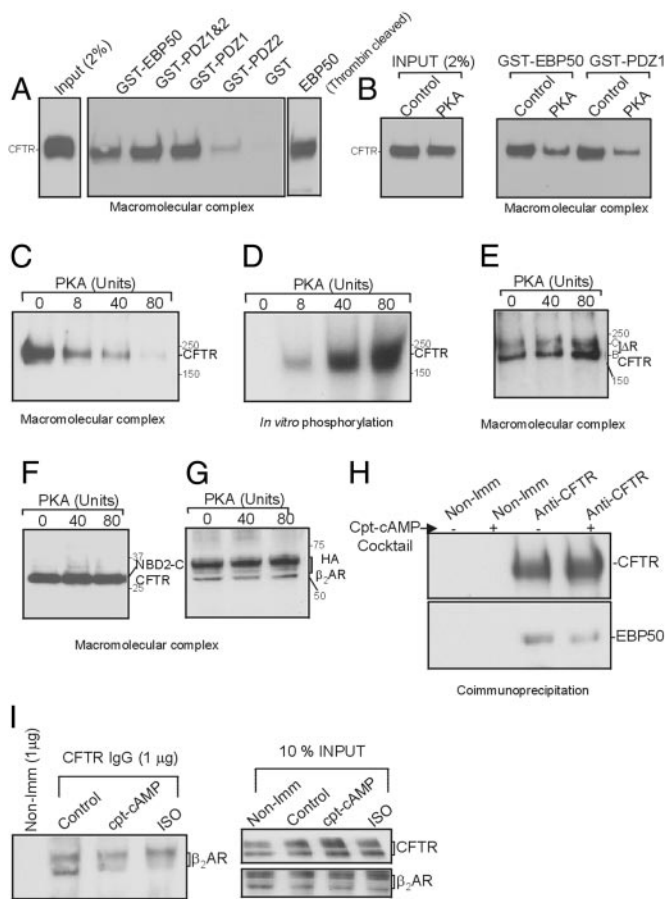 A
Input (2%)
GST-EBP50
GST-PDZ1&2
GST-PDZ1
GST-PDZ2
GST
EBP50
(Thrombin cleaved)
CFTR
Macromolecular complex
B
INPUT (2%)
Control
PKA
GST-EBP50 GST-PDZ1
Control
PKA
Control
PKA
CFTR
Macromolecular complex
C
PKA (Units)
0 8 40 80
250
CFTR
150
Macromolecular complex
D
PKA (Units)
0 8 40 80
250
CFTR
150
In vitro phosphorylation
E
PKA (Units)
0 40 80
250
C
B
ΔR
CFTR
150
Macromolecular complex
F
PKA (Units)
0 40 80
37
NBD2-C
CFTR
25
G
PKA (Units)
0 40 80
75
HA
β2AR
50
Macromolecular complex
H
Non-Imm
Non-Imm
Anti-CFTR
Anti-CFTR
Cpt-cAMP
Cocktail
- + - +
-CFTR
-EBP50
Coimmunoprecipitation
I
Non-Imm (1μg)
CFTR IgG (1 μg)
Control
cpt-cAMP
ISO
β2AR
10 % INPUT
Non-Imm
Control
cpt-cAMP
ISO
CFTR
β2AR